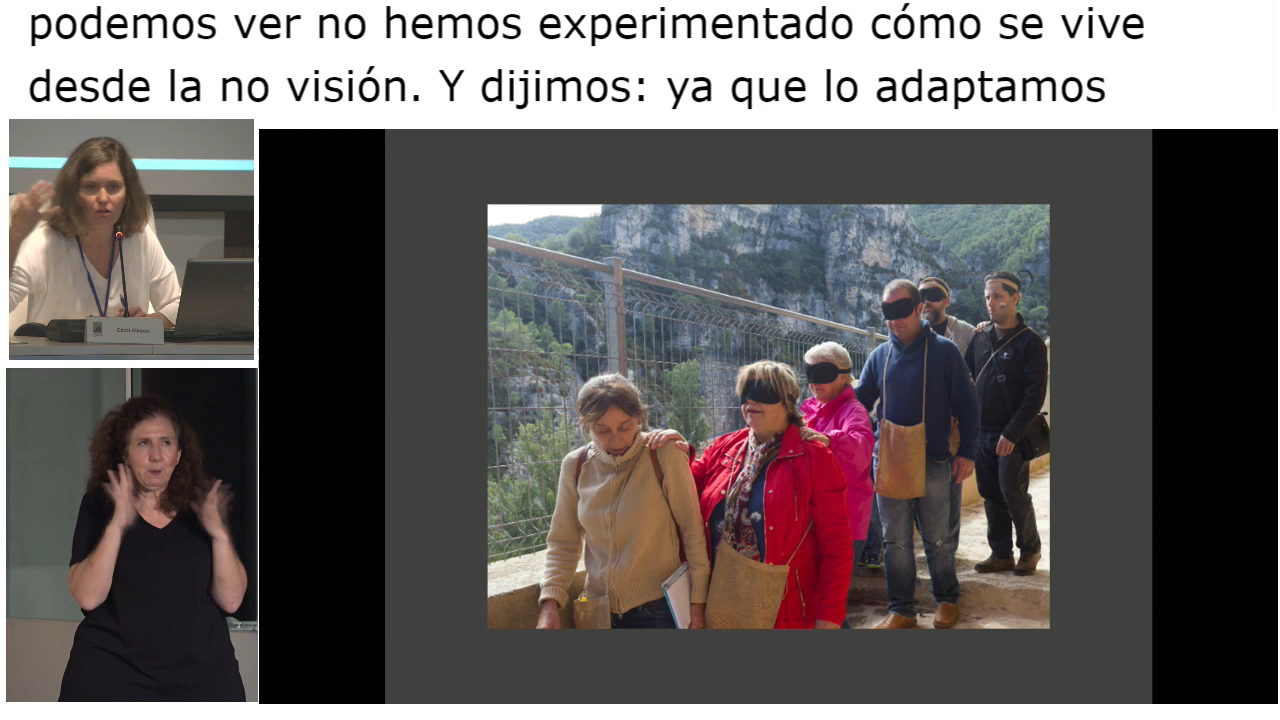 podemos ver no hemos experimentado cómo se vive
desde la no visión. Y dijimos: ya que lo adaptamos